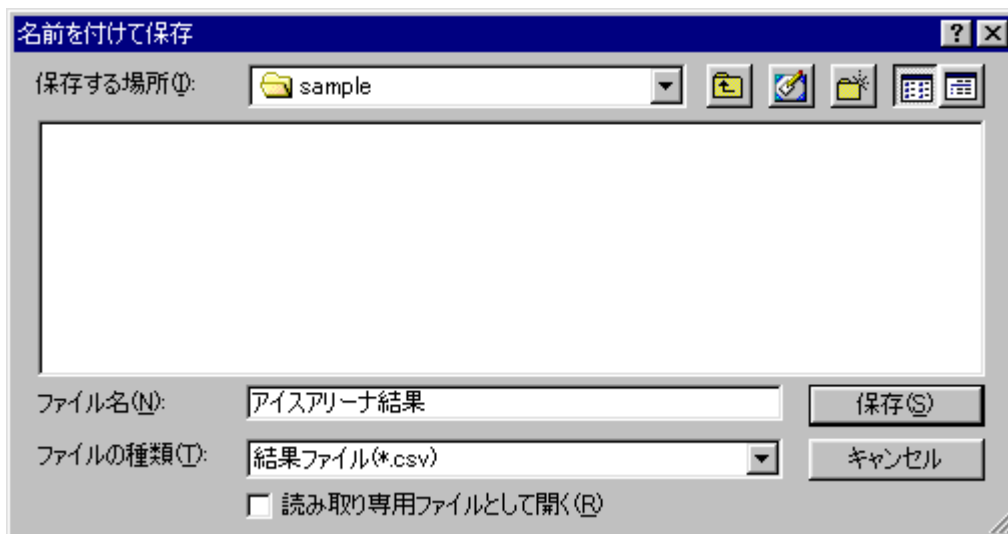 名前を付けて保存
保存する場所(I): sample
ファイル名(N): アイスアリーナ結果 保存(S)
ファイルの種類(T): 結果ファイル(*.csv) キャンセル
読み取り専用ファイルとして開く(R)